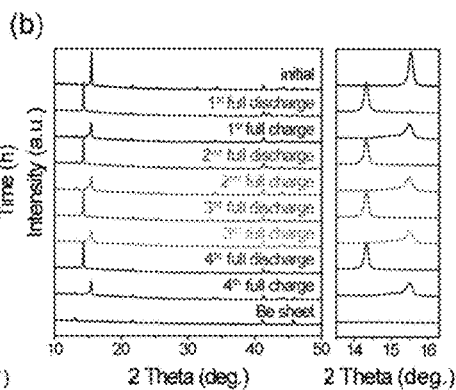 (b)
Time (h)
Intensity (a.u.)
initial
1st full discharge
1st full charge
2nd full discharge
2nd full charge
3rd full discharge
3rd full charge
4th full discharge
4th full charge
Be sheet
10 20 30 40 50
14 15 16
2 Theta (deg.)
2 Theta (deg.)